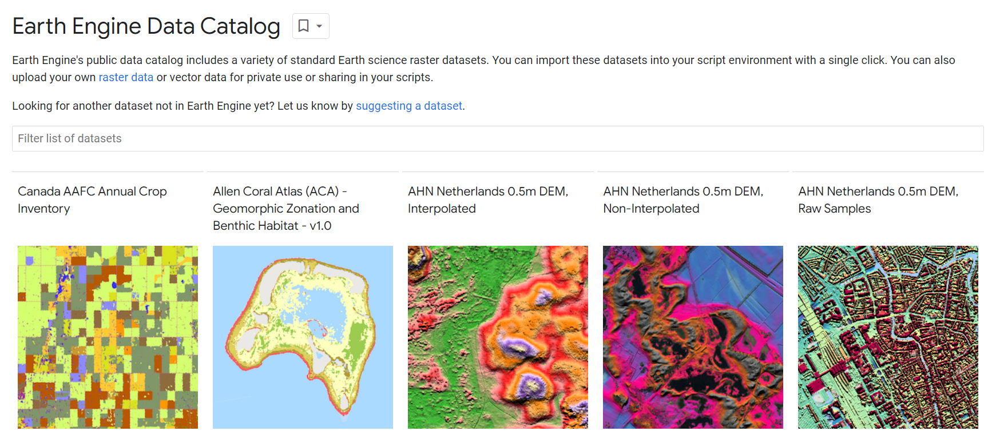 Earth Engine Data Catalog
Earth Engine's public data catalog includes a variety of standard Earth science raster datasets. You can import these datasets into your script environment with a single click. You can also
upload your own raster data or vector data for private use or sharing in your scripts.
Looking for another dataset not in Earth Engine yet? Let us know by suggesting a dataset.
Filter list of datasets
Canada AAFC Annual Crop
Inventory
Allen Coral Atlas (ACA) -
Geomorphic Zonation and
Benthic Habitat - v1.0
AHN Netherlands 0.5m DEM,
Interpolated
AHN Netherlands 0.5m DEM,
Non-Interpolated
AHN Netherlands 0.5m DEM,
Raw Samples